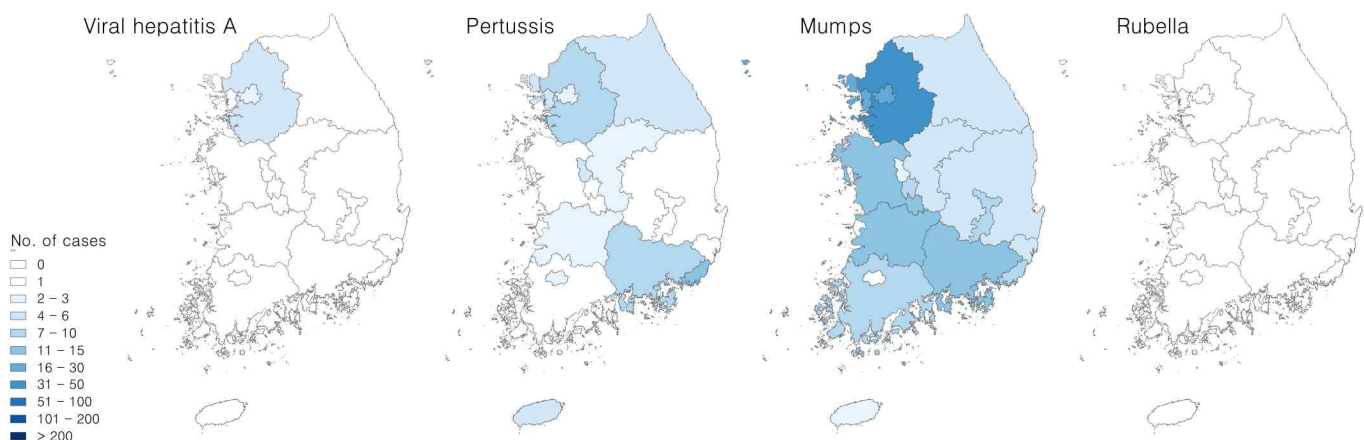 Viral hepatitis A
Pertussis
Mumps
Rubella
No. of cases
0
1
2 – 3
4 – 6
7 – 10
11 – 15
16 – 30
31 – 50
51 – 100
101 – 200
> 200